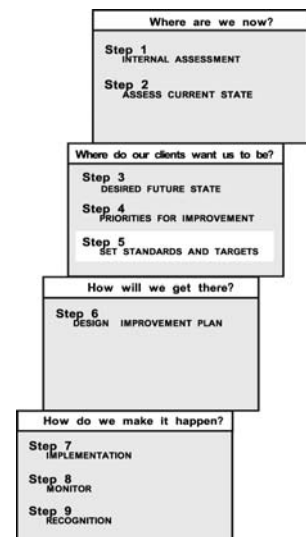 Where are we now?
Step 1
INTERNAL ASSESSMENT
Step 2
ASSESS CURRENT STATE
Where do our clients want us to be?
Step 3
DESIRED FUTURE STATE
Step 4
PRIORITIES FOR IMPROVEMENT
Step 5
SET STANDARDS AND TARGETS
How will we get there?
Step 6
DESIGN IMPROVEMENT PLAN
How do we make it happen?
Step 7
IMPLEMENTATION
Step 8
MONITOR
Step 9
RECOGNITION